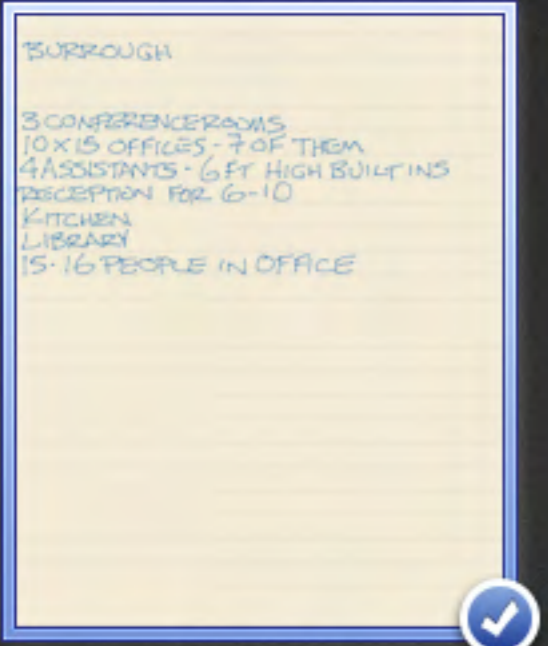 BURROUGH
3 CONFERENCE ROOMS
10 X 15 OFFICES - 7 OF THEM
4 ASSISTANTS - 6 FT HIGH BUILT INS
RECEPTION FOR 6-10
KITCHEN
LIBRARY
15-16 PEOPLE IN OFFICE